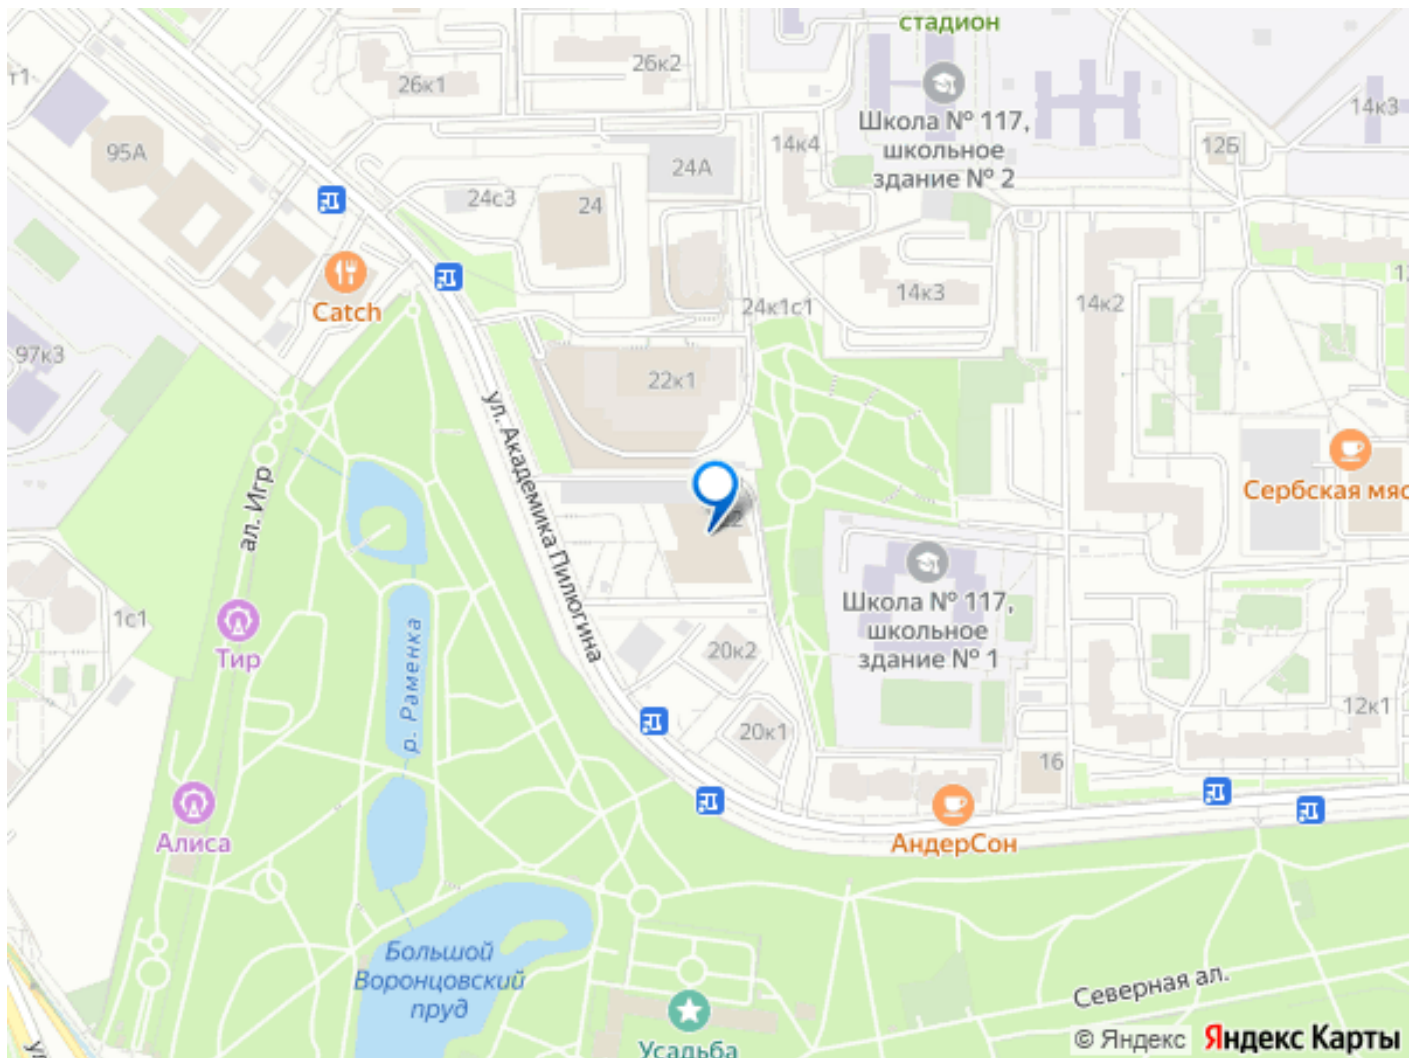 стадион
26к2
26к1
т1
14к3
Школа № 117,
школьное
здание № 2
14к4
12Б
95А
24А
24с3
24
Catch
14к3
24к1с1
14к2
97к3
22к1
ул. Академика Пилюгина
ал. Игр
Сербская мяс
22
Школа № 117,
школьное
здание № 1
1с1
Тир
р. Раменка
20к2
12к1
20к1
16
Алиса
АндерСон
Большой
Воронцовский
пруд
Северная ал.
Усадьба
© Яндекс Яндекс Карты